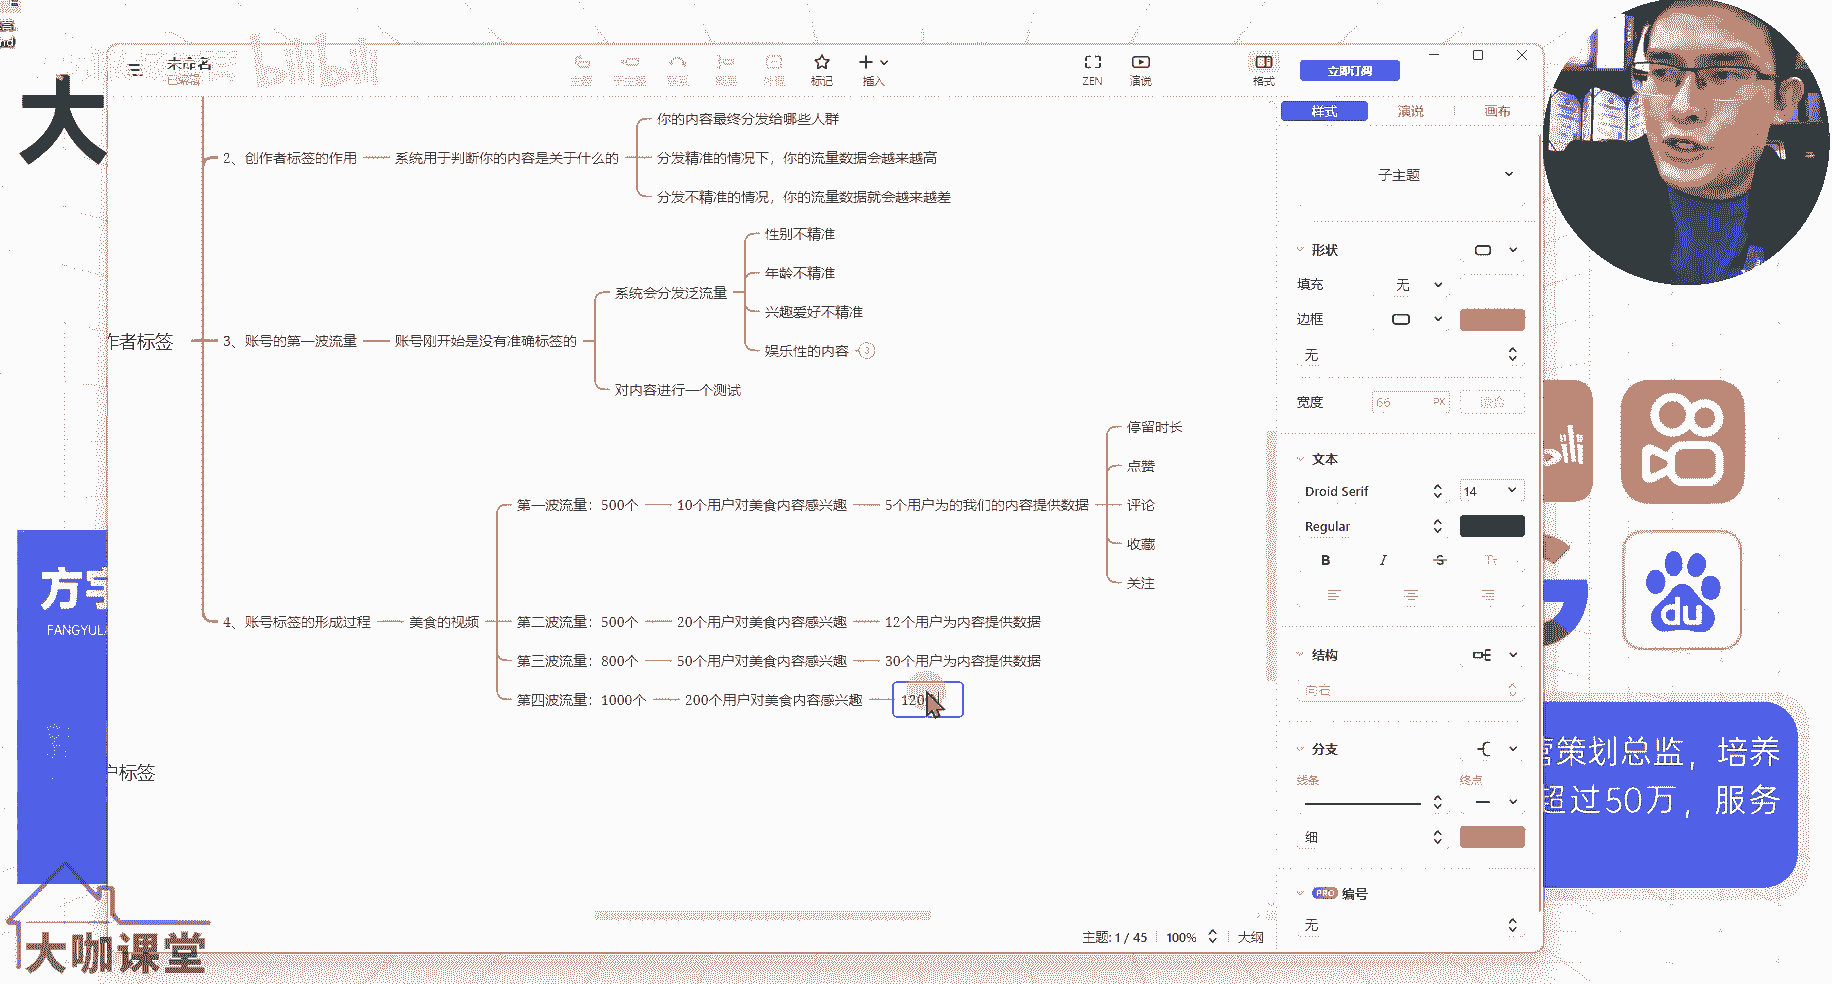 大
bilibili
未命名
已编辑
主题
子主题
标记
插入
ZEN
演说
格式
立即订阅
样式
演说
画布
你的内容最终分发给哪些人群
2、创作者标签的作用
系统用于判断你的内容是关于什么的
分发精准的情况下，你的流量数据会越来越高
分发不精准的情况，你的流量数据就会越来越差
性别不精准
年龄不精准
系统会分发泛流量
兴趣爱好不精准
作者标签
3、账号的第一波流量
账号刚开始是没有准确标签的
娱乐性的内容
3
对内容进行一个测试
停留时长
点赞
第一波流量：500个
10个用户对美食内容感兴趣
5个用户为的我们的内容提供数据
评论
收藏
关注
4、账号标签的形成过程
美食的视频
第二波流量：500个
20个用户对美食内容感兴趣
12个用户为内容提供数据
第三波流量：800个
50个用户对美食内容感兴趣
30个用户为内容提供数据
第四波流量：1000个
200个用户对美食内容感兴趣
120
户标签
子主题
形状
填充
无
边框
无
宽度
66
PX
文本
Droid Serif
14
Regular
B
I
S
结构
向右
分支
线条
终点
细
PRO
编号
无
主题: 1 / 45
100%
大纲
方宇
FANGYUL
du
营策划总监，培养
超过50万，服务
大咖课堂